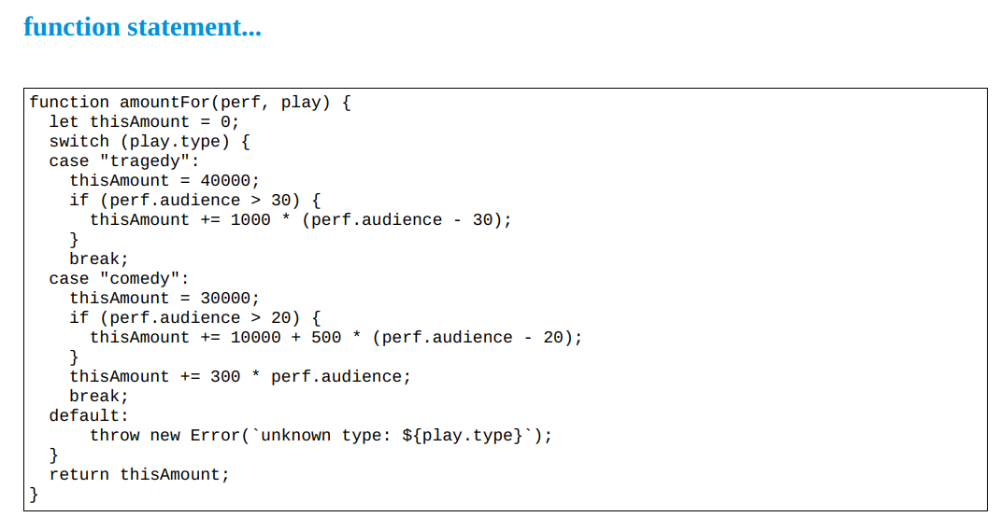 function statement...
function amountFor(perf, play) {
  let thisAmount = 0;
  switch (play.type) {
  case "tragedy":
    thisAmount = 40000;
    if (perf.audience > 30) {
      thisAmount += 1000 * (perf.audience - 30);
    }
    break;
  case "comedy":
    thisAmount = 30000;
    if (perf.audience > 20) {
      thisAmount += 10000 + 500 * (perf.audience - 20);
    }
    thisAmount += 300 * perf.audience;
    break;
  default:
      throw new Error(`unknown type: ${play.type}`);
  }
  return thisAmount;
}